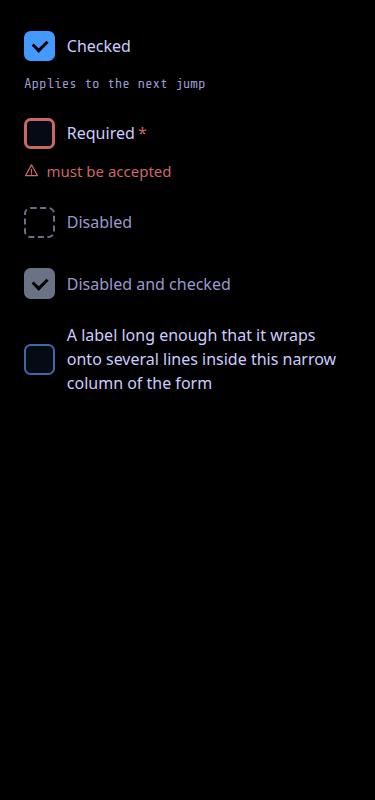 Checked
Applies to the next jump
Required *
must be accepted
Disabled
Disabled and checked
A label long enough that it wraps
onto several lines inside this narrow
column of the form